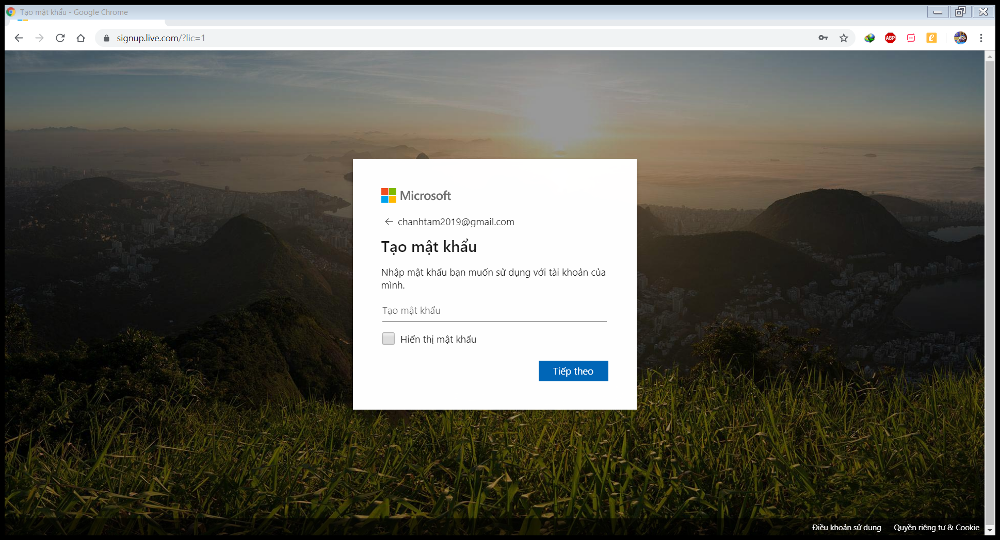 Tạo mật khẩu - Google Chrome
signup.live.com/?lic=1
ABP
e
Microsoft
← chanhtam2019@gmail.com
Tạo mật khẩu
Nhập mật khẩu bạn muốn sử dụng với tài khoản của
mình.
Tạo mật khẩu
Hiển thị mật khẩu
Tiếp theo
Điều khoản sử dụng Quyền riêng tư & Cookie